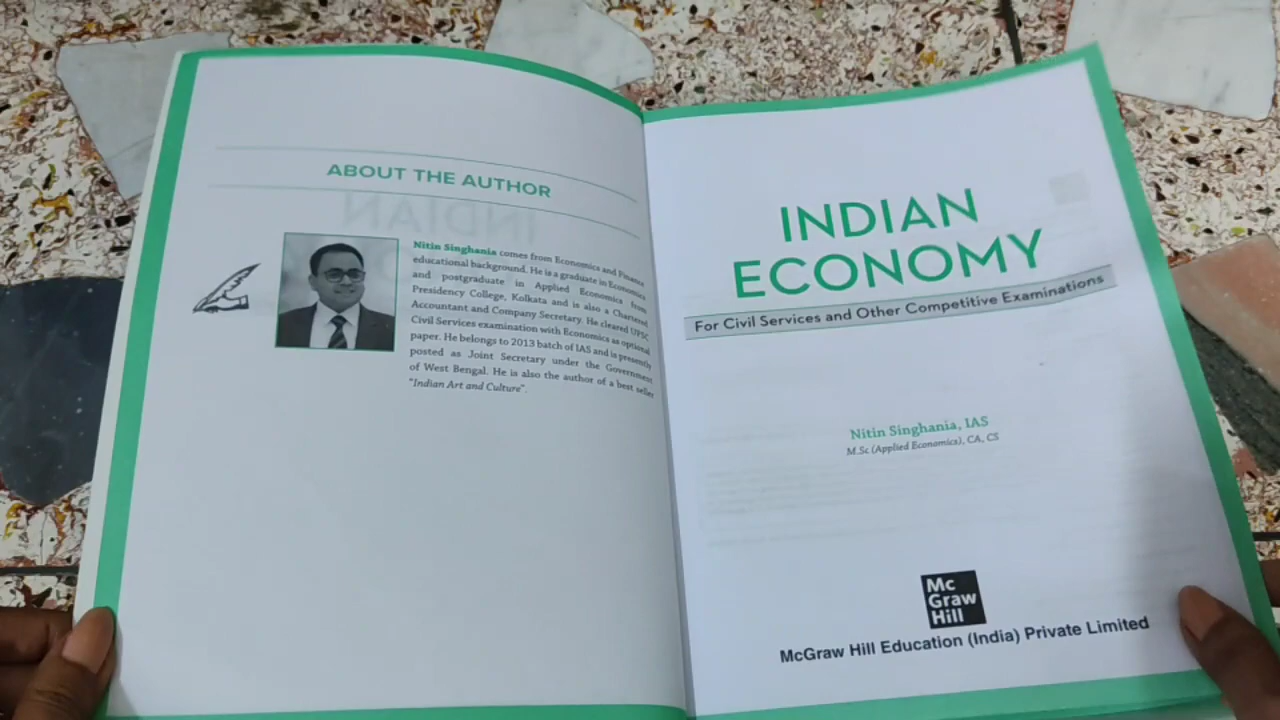 ABOUT THE AUTHOR
Nitin Singhania comes from Economics and Finance
educational background. He is a graduate in Economics
and postgraduate in Applied Economics from
Presidency College, Kolkata and is also a Chartered
Accountant and Company Secretary. He cleared UPSC
Civil Services examination with Economics as optional
paper. He belongs to 2013 batch of IAS and is presently
posted as Joint Secretary under the Government
of West Bengal. He is also the author of a best seller
"Indian Art and Culture".
INDIAN
ECONOMY
For Civil Services and Other Competitive Examinations
Nitin Singhania, IAS
M.Sc (Applied Economics), CA, CS
Mc
Graw
Hill
McGraw Hill Education (India) Private Limited